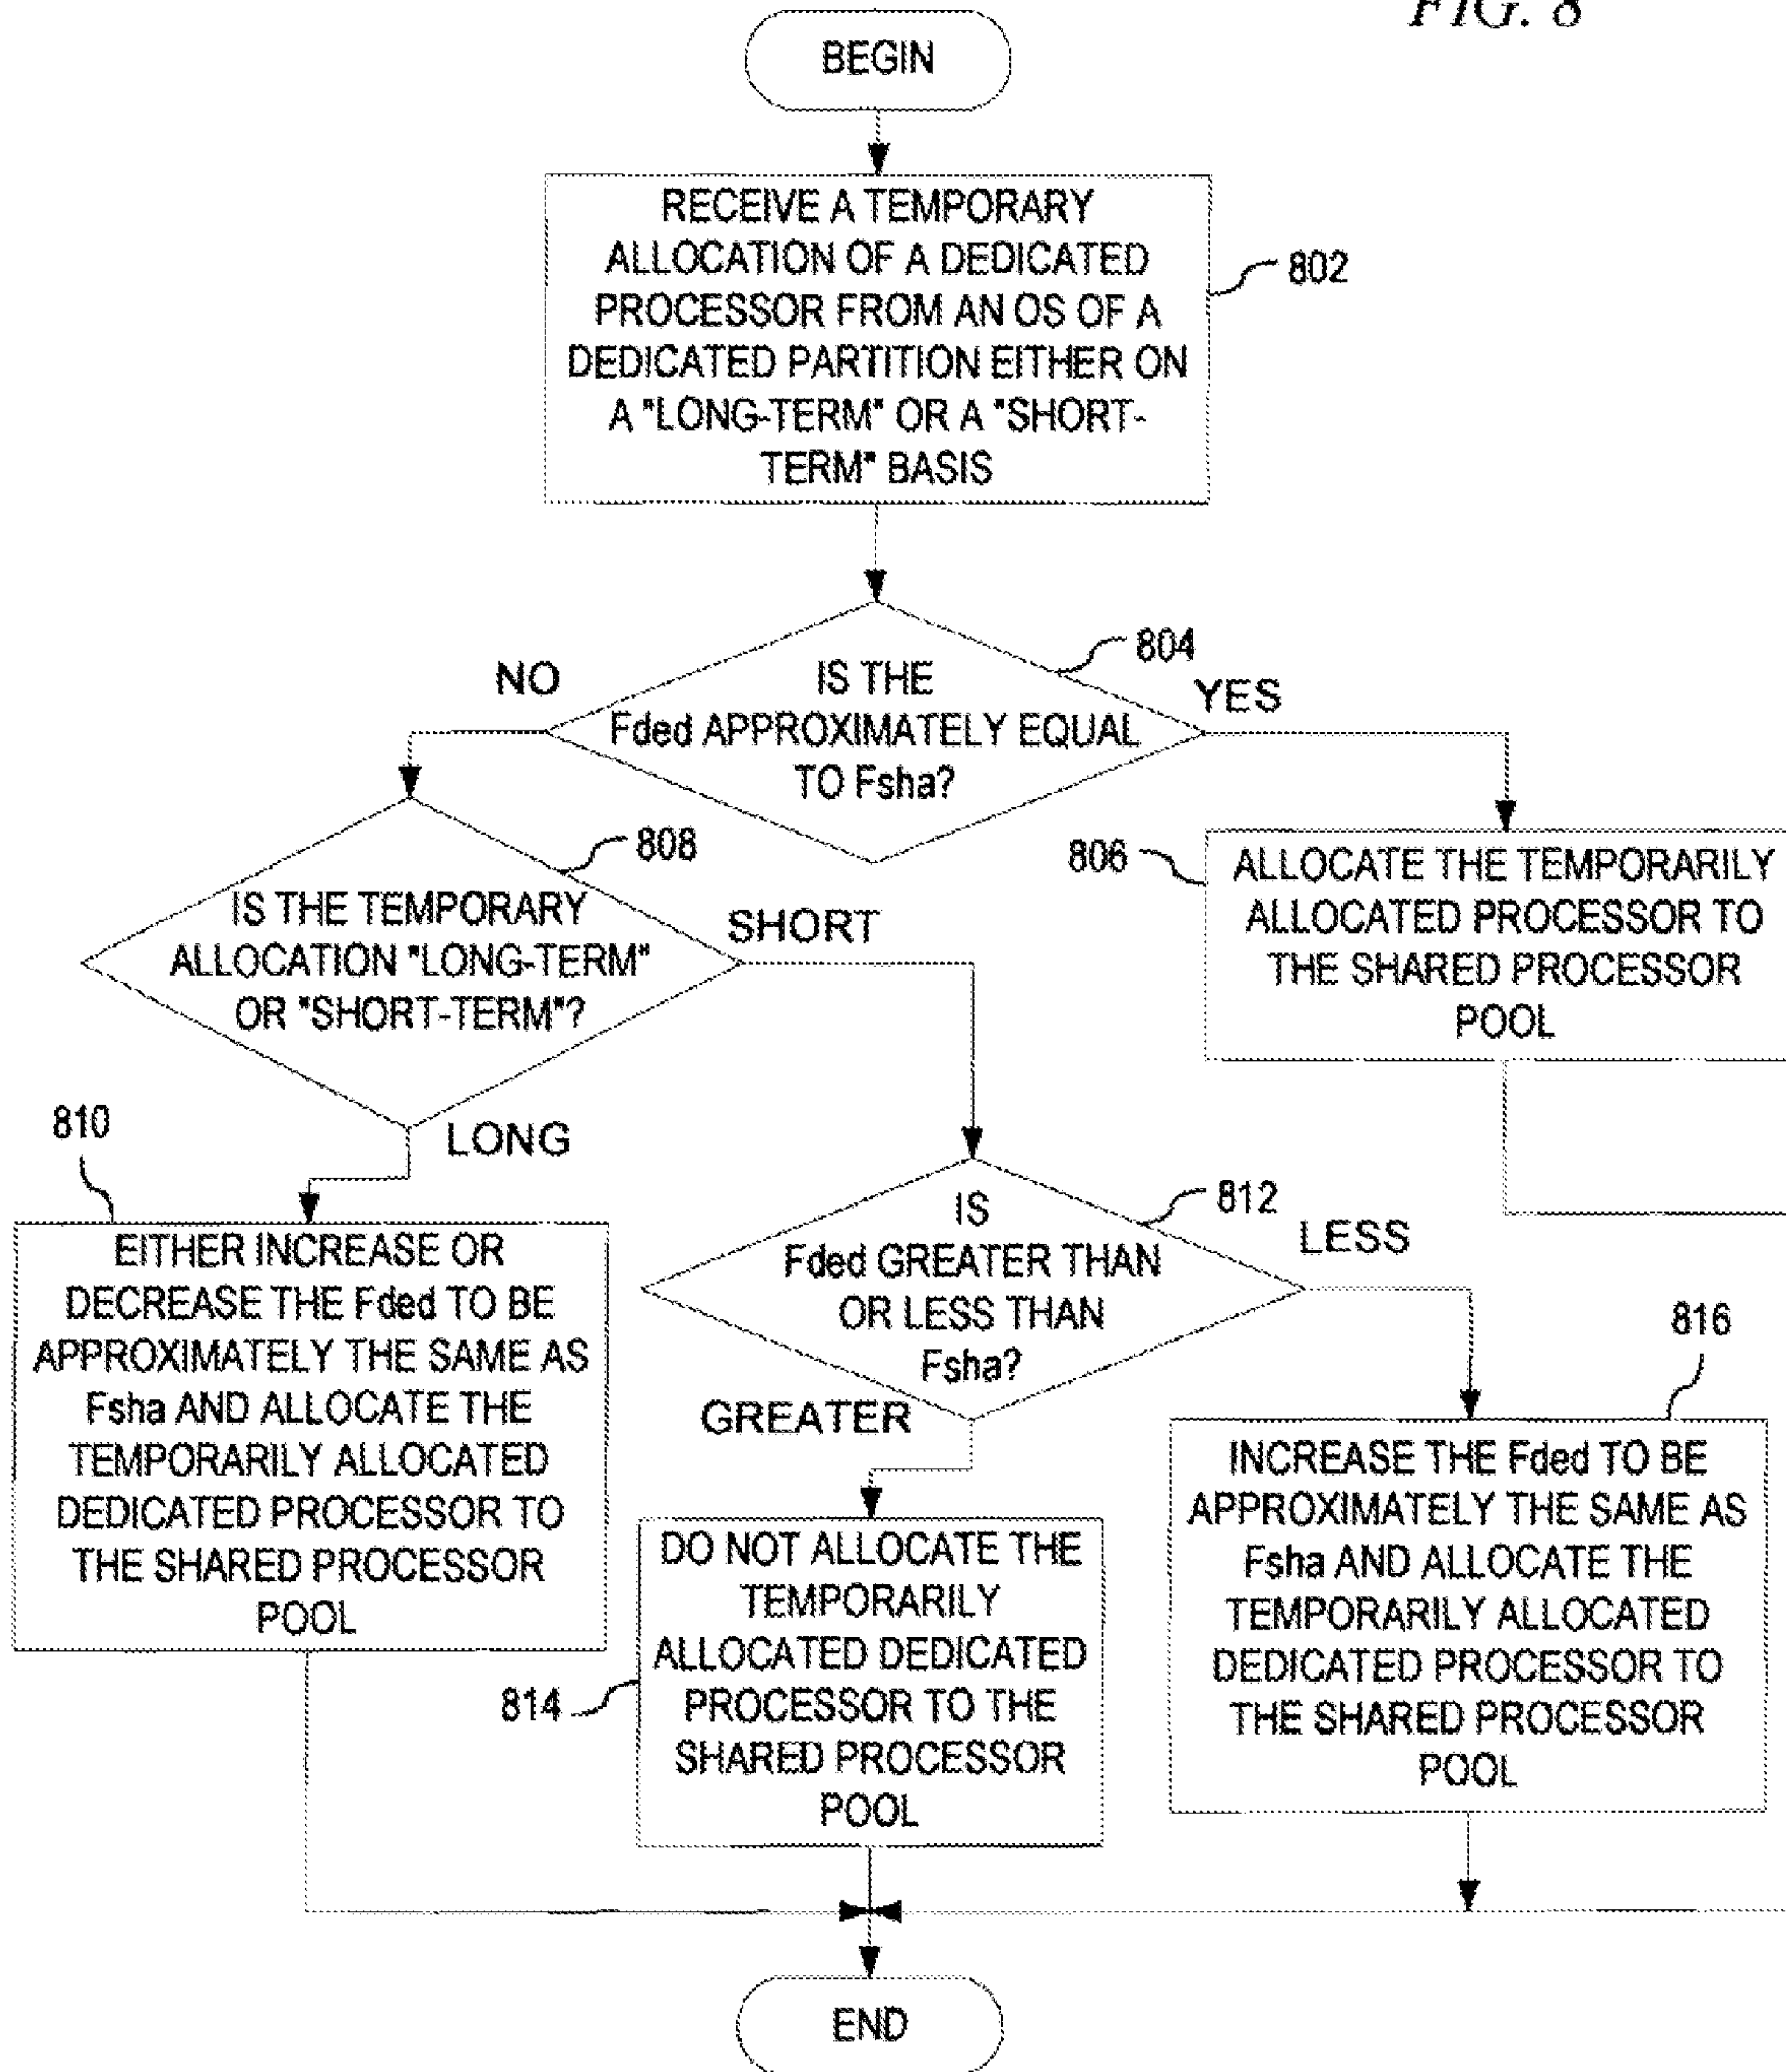 FIG. 8
BEGIN
RECEIVE A TEMPORARY
ALLOCATION OF A DEDICATED
PROCESSOR FROM AN OS OF A
DEDICATED PARTITION EITHER ON
A "LONG-TERM" OR A "SHORT-
TERM" BASIS
802
804
NO
IS THE
Fded APPROXIMATELY EQUAL
TO Fsha?
YES
808
IS THE TEMPORARY
ALLOCATION "LONG-TERM"
OR "SHORT-TERM"?
SHORT
LONG
806
ALLOCATE THE TEMPORARILY
ALLOCATED PROCESSOR TO
THE SHARED PROCESSOR
POOL
810
EITHER INCREASE OR
DECREASE THE Fded TO BE
APPROXIMATELY THE SAME AS
Fsha AND ALLOCATE THE
TEMPORARILY ALLOCATED
DEDICATED PROCESSOR TO
THE SHARED PROCESSOR
POOL
812
IS
Fded GREATER THAN
OR LESS THAN
Fsha?
LESS
GREATER
814
DO NOT ALLOCATE THE
TEMPORARILY
ALLOCATED DEDICATED
PROCESSOR TO THE
SHARED PROCESSOR
POOL
816
INCREASE THE Fded TO BE
APPROXIMATELY THE SAME AS
Fsha AND ALLOCATE THE
TEMPORARILY ALLOCATED
DEDICATED PROCESSOR TO
THE SHARED PROCESSOR
POOL
END